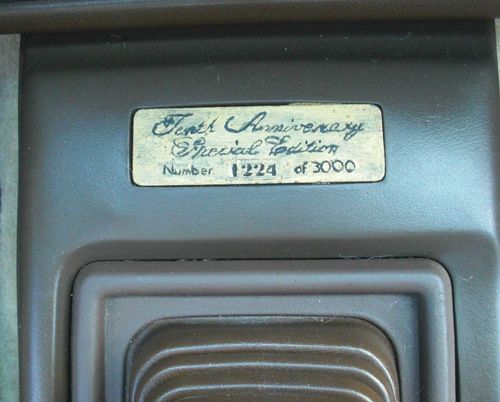 Tenth Anniversary
Special Edition
Number 1224 of 3000